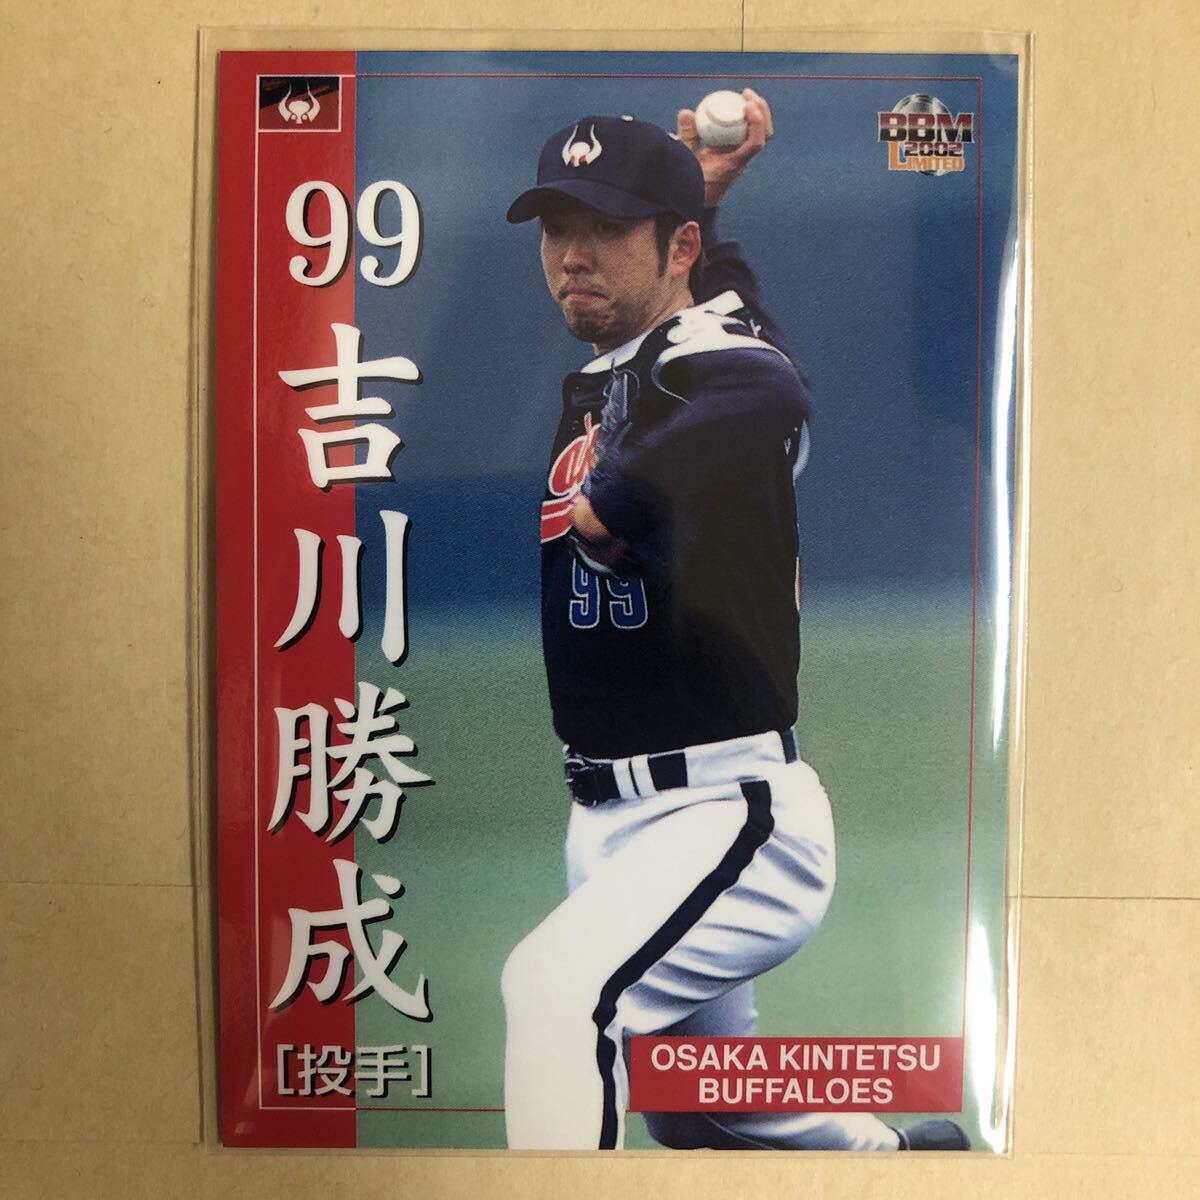 BBM
2002
LIMITED
99
吉川勝成
[投手]
99
OSAKA KINTETSU
BUFFALOES